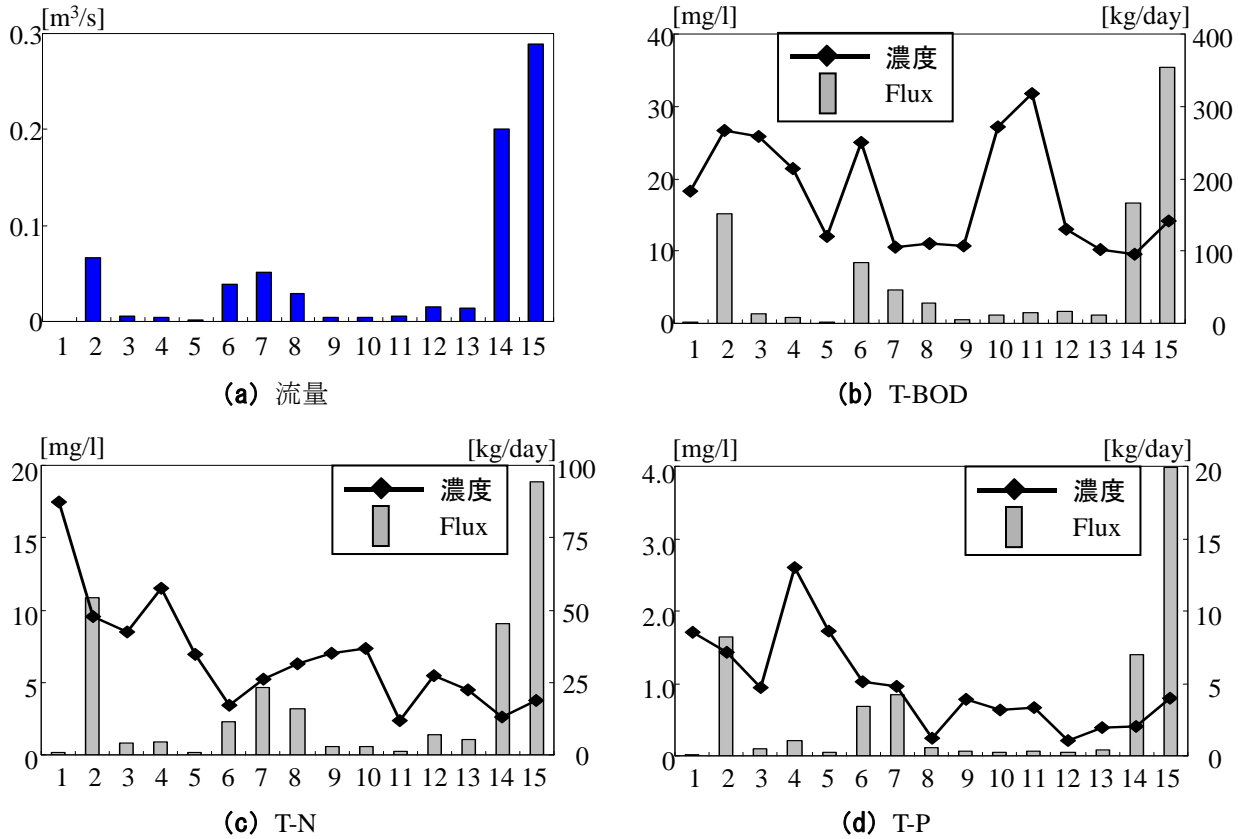 [m³/s]
0.3
0.2
0.1
0
1 2 3 4 5 6 7 8 9 10 11 12 13 14 15
(a) 流量
[mg/l] [kg/day]
40 400
30 300
20 200
10 100
0 0
濃度
Flux
1 2 3 4 5 6 7 8 9 10 11 12 13 14 15
(b) T-BOD
[mg/l] [kg/day]
20 100
15 75
10 50
5 25
0 0
濃度
Flux
1 2 3 4 5 6 7 8 9 10 11 12 13 14 15
(c) T-N
[mg/l] [kg/day]
4.0 20
3.0 15
2.0 10
1.0 5
0 0
濃度
Flux
1 2 3 4 5 6 7 8 9 10 11 12 13 14 15
(d) T-P